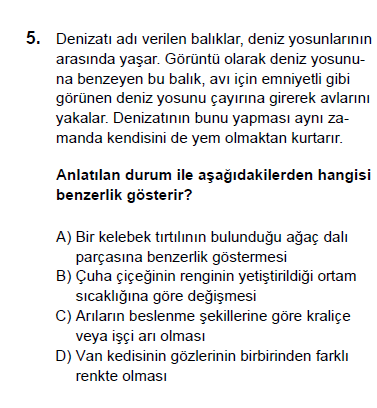 5. Denizatı adı verilen balıklar, deniz yosunlarının
arasında yaşar. Görüntü olarak deniz yosunu-
na benzeyen bu balık, avı için emniyetli gibi
görünen deniz yosunu çayırına girerek avlarını
yakalar. Denizatının bunu yapması aynı za-
manda kendisini de yem olmaktan kurtarır.
Anlatılan durum ile aşağıdakilerden hangisi
benzerlik gösterir?
A) Bir kelebek tırtılının bulunduğu ağaç dalı
parçasına benzerlik göstermesi
B) Çuha çiçeğinin renginin yetiştirildiği ortam
sıcaklığına göre değişmesi
C) Arıların beslenme şekillerine göre kraliçe
veya işçi arı olması
D) Van kedisinin gözlerinin birbirinden farklı
renkte olması